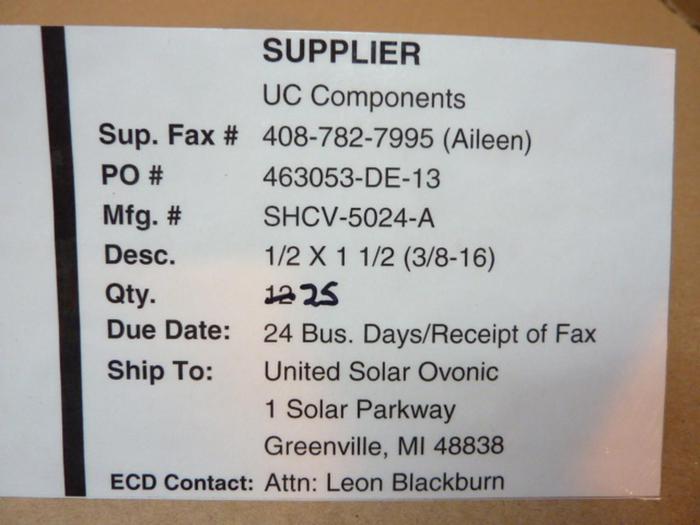 SUPPLIER
UC Components
Sup. Fax # 408-782-7995 (Aileen)
PO # 463053-DE-13
Mfg. # SHCV-5024-A
Desc. 1/2 X 1 1/2 (3/8-16)
Qty. 12 25
Due Date: 24 Bus. Days/Receipt of Fax
Ship To: United Solar Ovonic
1 Solar Parkway
Greenville, MI 48838
ECD Contact: Attn: Leon Blackburn